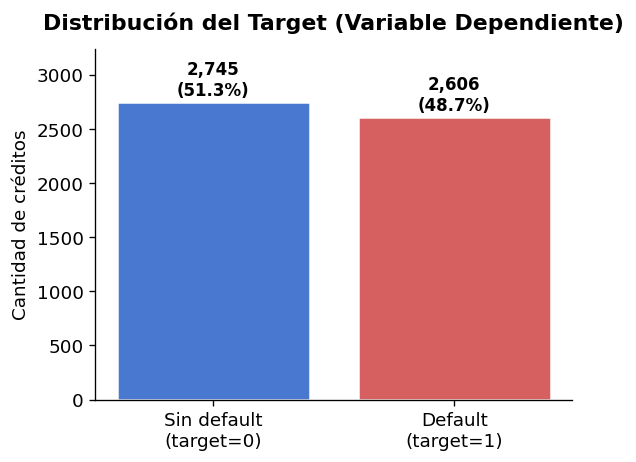 Distribución del Target (Variable Dependiente)
Cantidad de créditos
3000
2500
2000
1500
1000
500
0
2,745
(51.3%)
2,606
(48.7%)
Sin default
(target=0)
Default
(target=1)